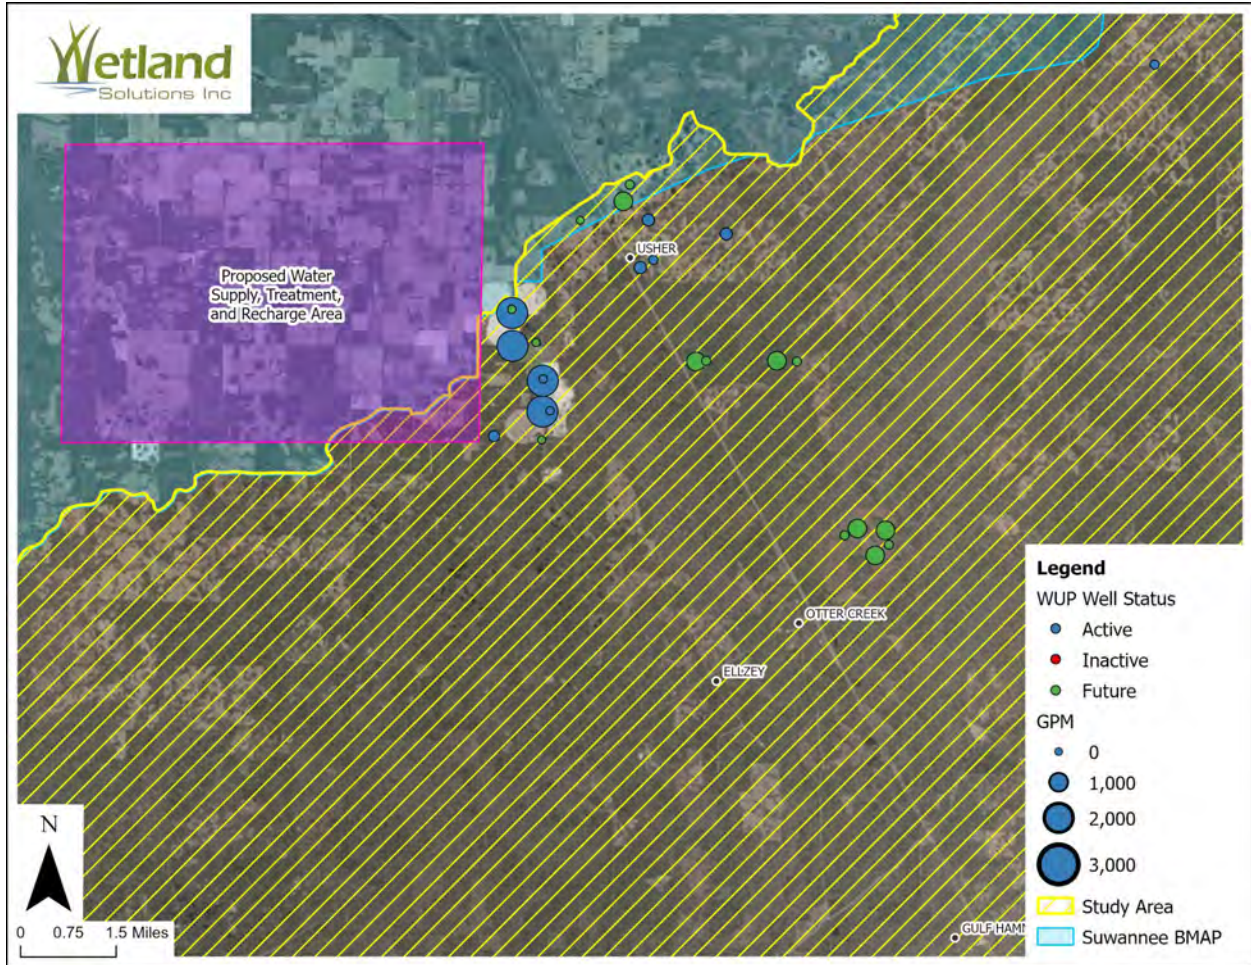 Wetland
Solutions Inc
Proposed Water
Supply, Treatment,
and Recharge Area
USHER
OTTER CREEK
ELLZEY
GULF HAMM
N
0 0.75 1.5 Miles
Legend
WUP Well Status
Active
Inactive
Future
GPM
0
1,000
2,000
3,000
Study Area
Suwannee BMAP